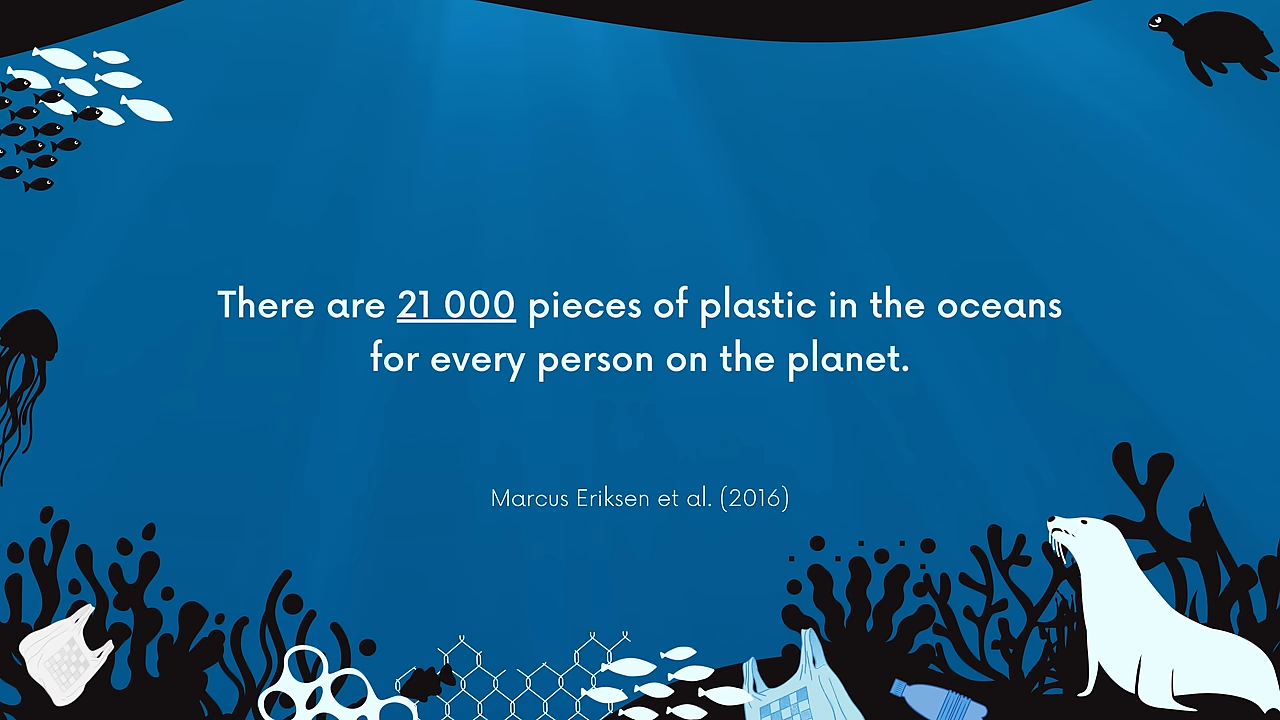 There are 21 000 pieces of plastic in the oceans
for every person on the planet.
Marcus Eriksen et al. (2016)